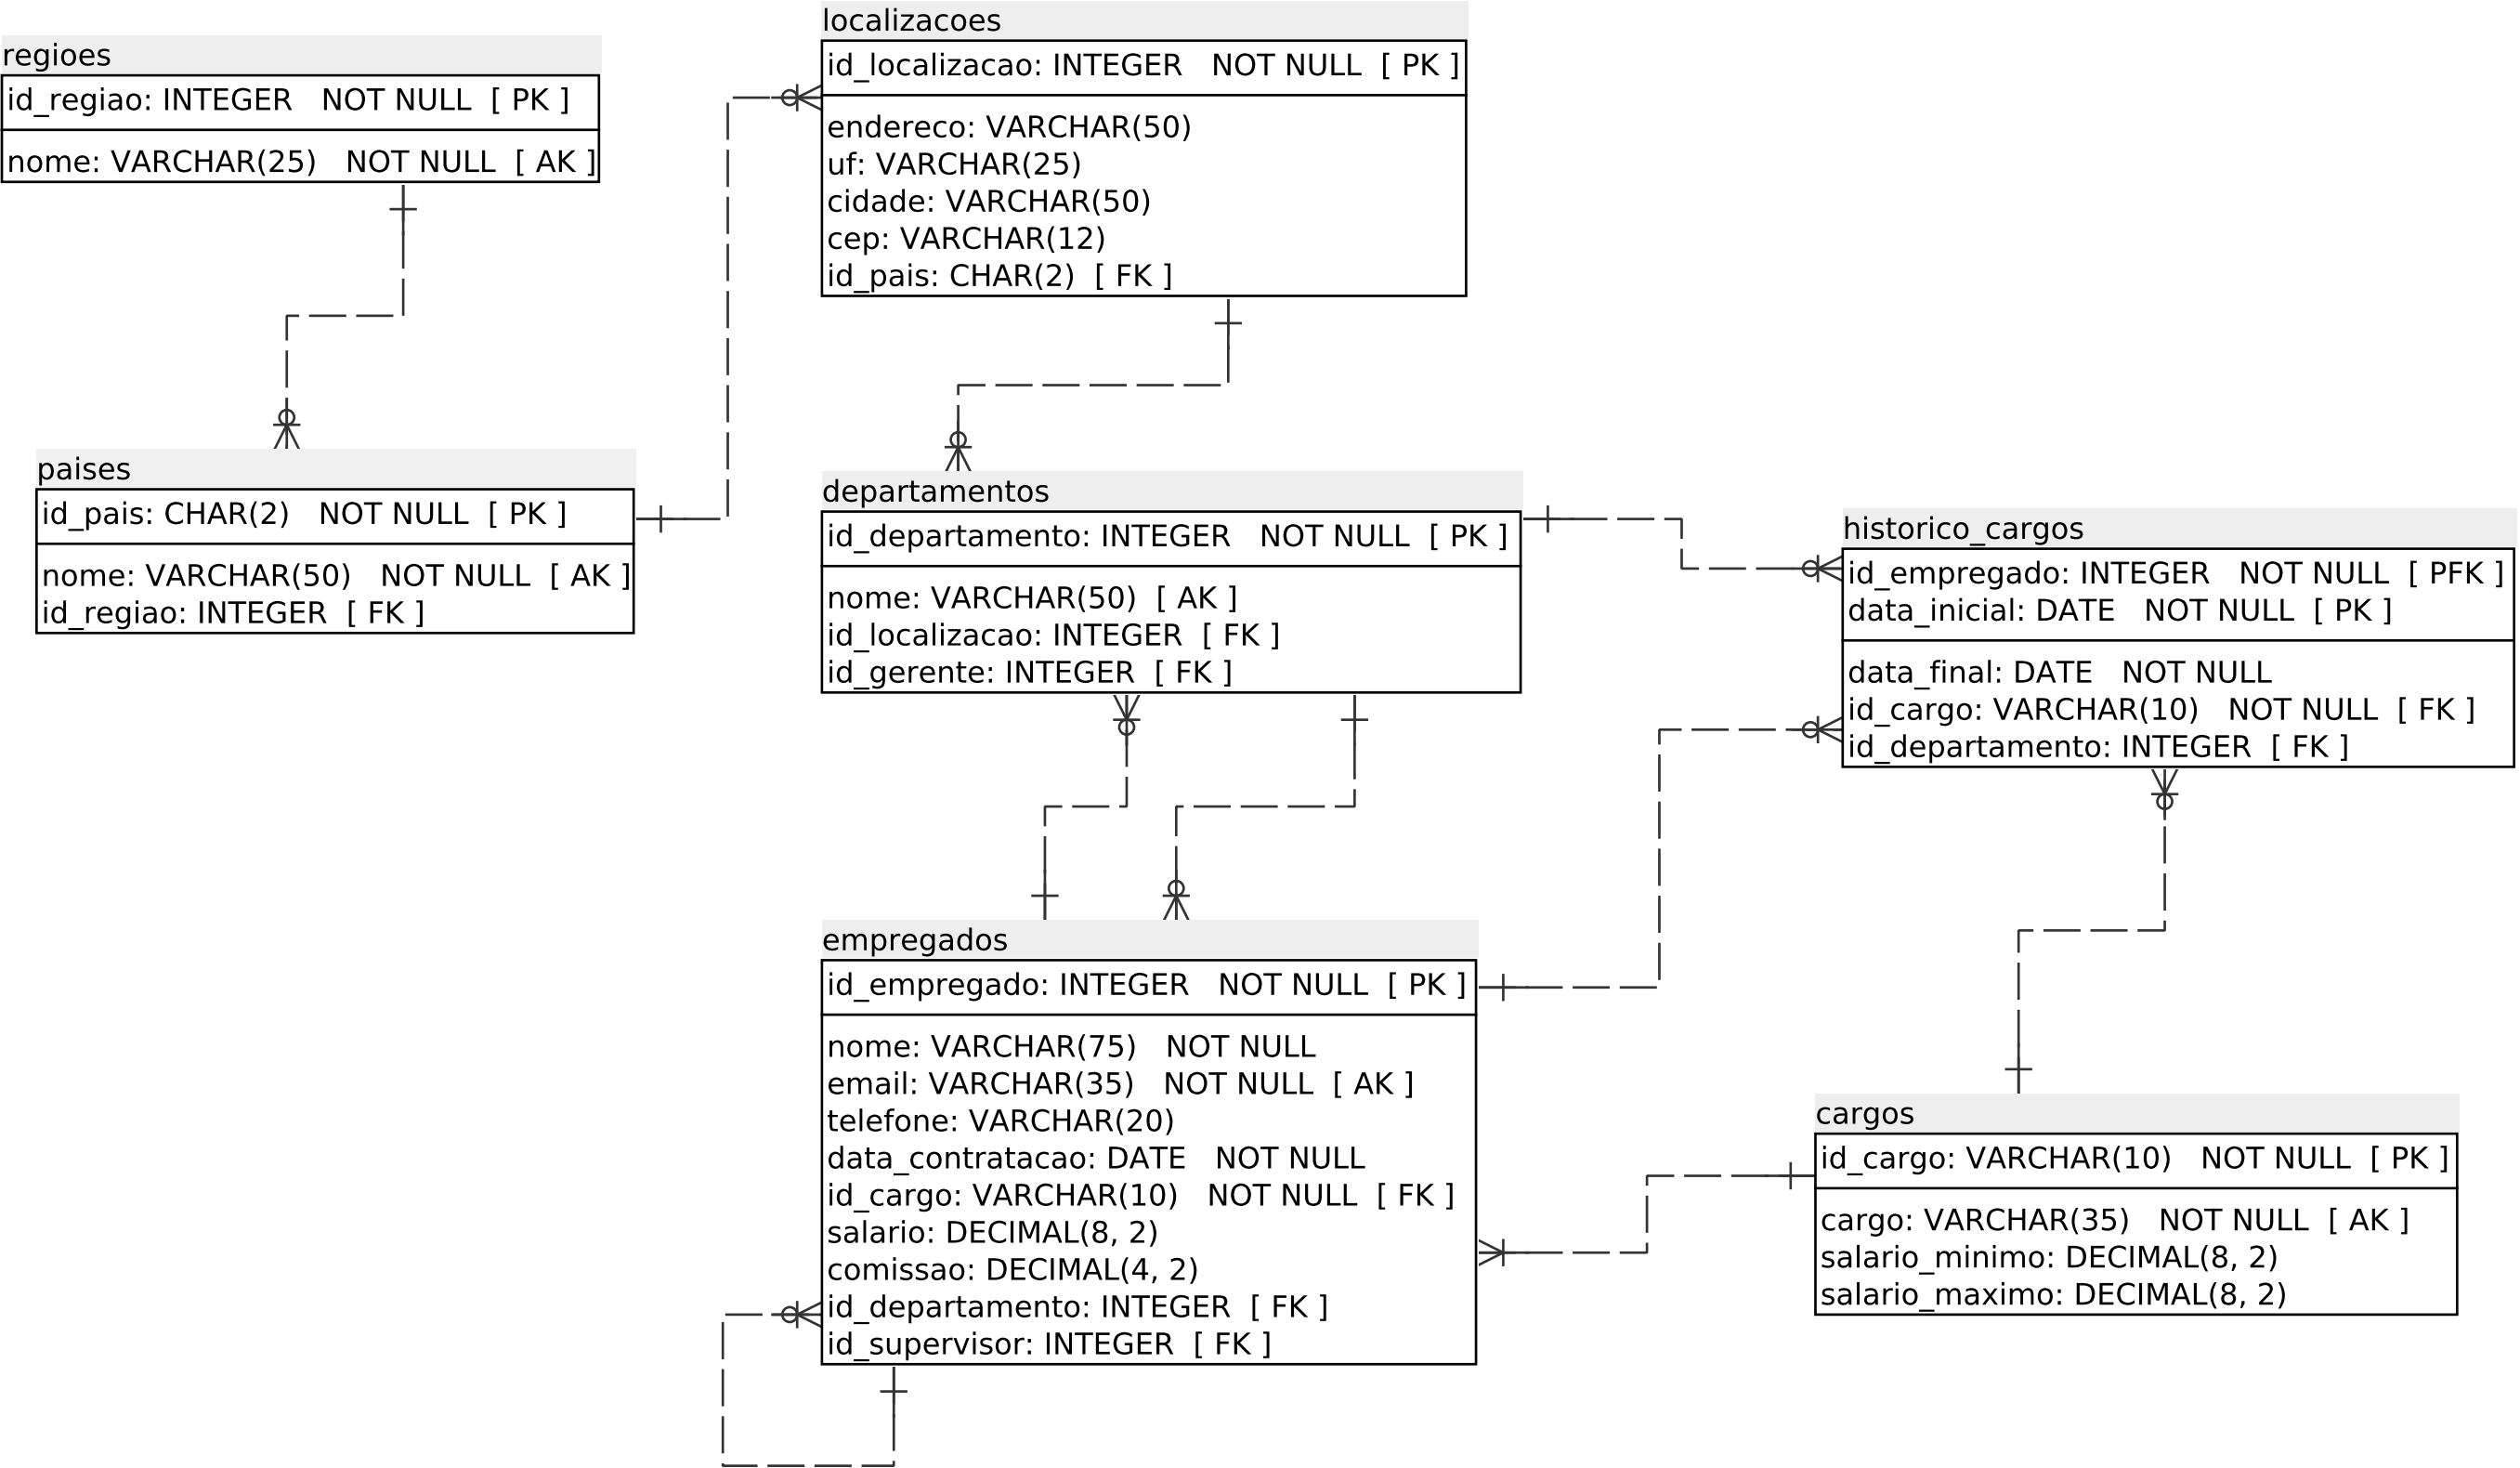 regioes
id_regiao: INTEGER   NOT NULL  [ PK ]
nome: VARCHAR(25)   NOT NULL  [ AK ]
localizacoes
id_localizacao: INTEGER   NOT NULL  [ PK ]
endereco: VARCHAR(50)
uf: VARCHAR(25)
cidade: VARCHAR(50)
cep: VARCHAR(12)
id_pais: CHAR(2)  [ FK ]
paises
id_pais: CHAR(2)   NOT NULL  [ PK ]
nome: VARCHAR(50)   NOT NULL  [ AK ]
id_regiao: INTEGER  [ FK ]
departamentos
id_departamento: INTEGER   NOT NULL  [ PK ]
nome: VARCHAR(50)  [ AK ]
id_localizacao: INTEGER  [ FK ]
id_gerente: INTEGER  [ FK ]
historico_cargos
id_empregado: INTEGER   NOT NULL  [ PFK ]
data_inicial: DATE   NOT NULL  [ PK ]
data_final: DATE   NOT NULL
id_cargo: VARCHAR(10)   NOT NULL  [ FK ]
id_departamento: INTEGER  [ FK ]
empregados
id_empregado: INTEGER   NOT NULL  [ PK ]
nome: VARCHAR(75)   NOT NULL
email: VARCHAR(35)   NOT NULL  [ AK ]
telefone: VARCHAR(20)
data_contratacao: DATE   NOT NULL
id_cargo: VARCHAR(10)   NOT NULL  [ FK ]
salario: DECIMAL(8, 2)
comissao: DECIMAL(4, 2)
id_departamento: INTEGER  [ FK ]
id_supervisor: INTEGER  [ FK ]
cargos
id_cargo: VARCHAR(10)   NOT NULL  [ PK ]
cargo: VARCHAR(35)   NOT NULL  [ AK ]
salario_minimo: DECIMAL(8, 2)
salario_maximo: DECIMAL(8, 2)